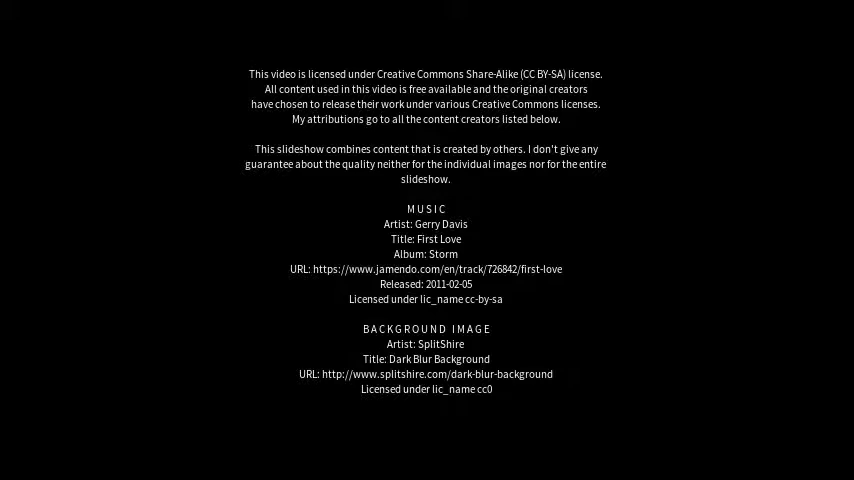 This video is licensed under Creative Commons Share-Alike (CC BY-SA) license.
All content used in this video is free available and the original creators
have chosen to release their work under various Creative Commons licenses.
My attributions go to all the content creators listed below.
This slideshow combines content that is created by others. I don't give any
guarantee about the quality neither for the individual images nor for the entire
slideshow.
MUSIC
Artist: Gerry Davis
Title: First Love
Album: Storm
URL: https://www.jamendo.com/en/track/726842/first-love
Released: 2011-02-05
Licensed under lic_name cc-by-sa
BACKGROUND IMAGE
Artist: SplitShire
Title: Dark Blur Background
URL: http://www.splitshire.com/dark-blur-background
Licensed under lic_name cc0